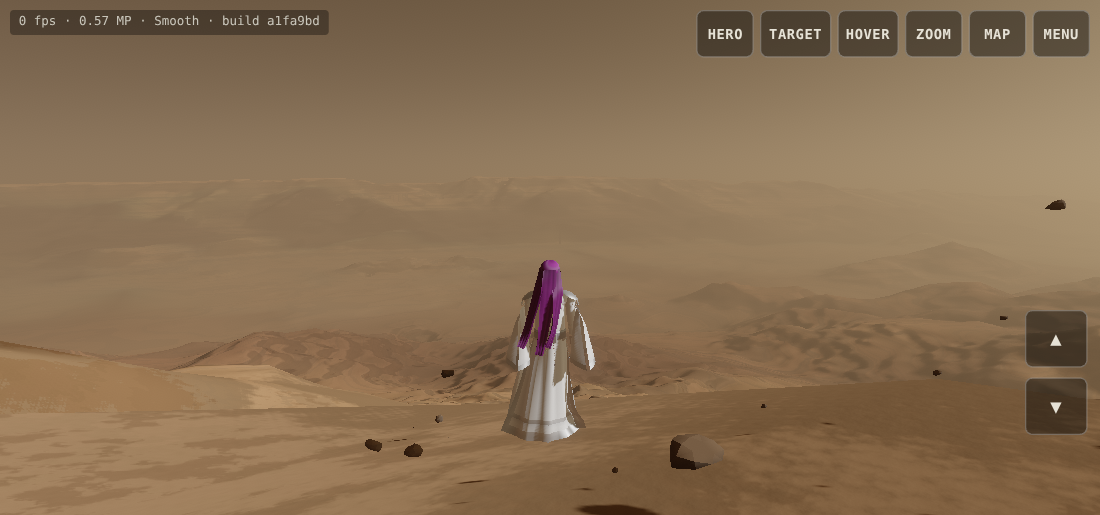 0 fps · 0.57 MP · Smooth · build a1fa9bd
HERO TARGET HOVER ZOOM MAP MENU
▲
▼